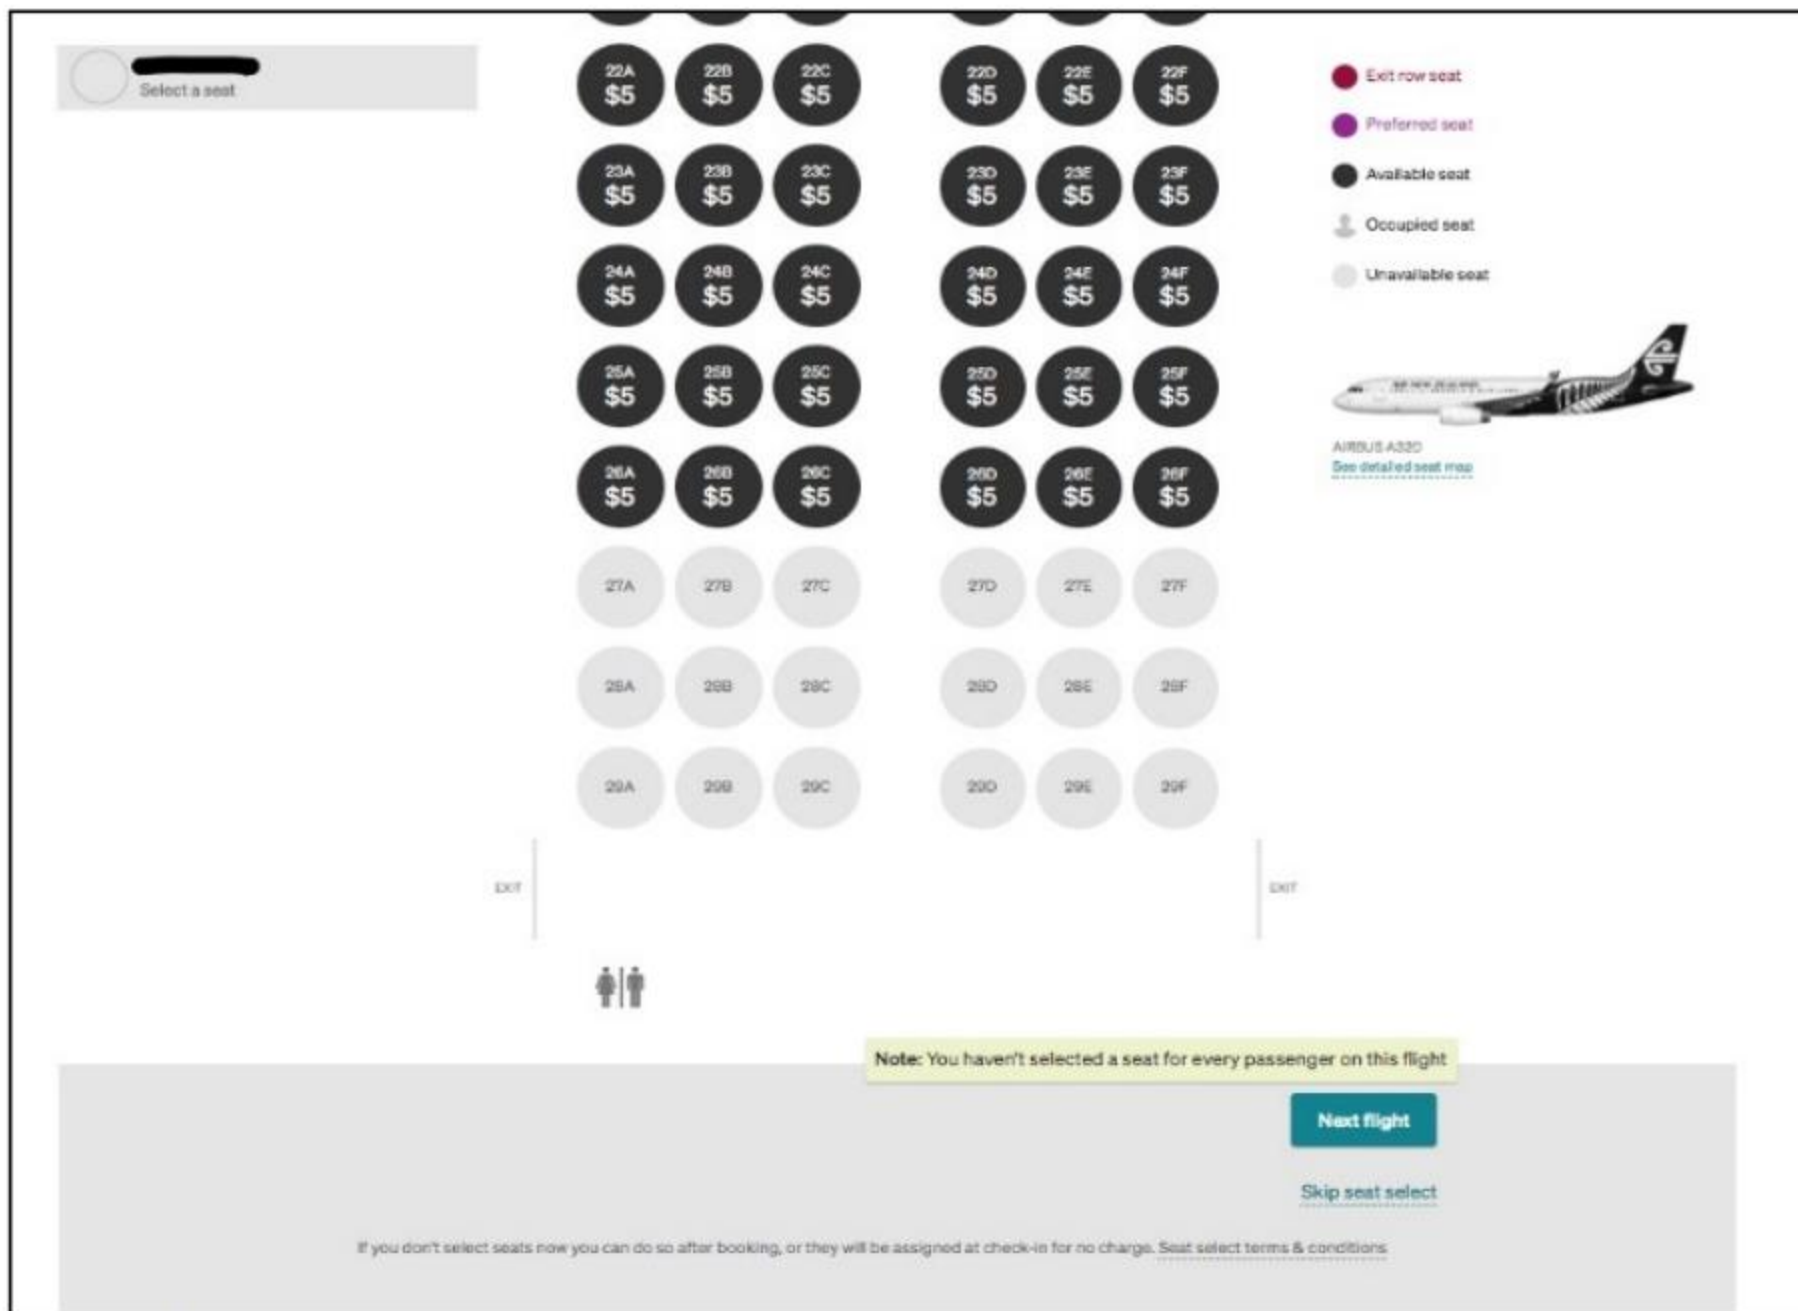 Select a seat
22A 22B 22C 22D 22E 22F
$5 $5 $5 $5 $5 $5
23A 23B 23C 23D 23E 23F
$5 $5 $5 $5 $5 $5
24A 24B 24C 24D 24E 24F
$5 $5 $5 $5 $5 $5
25A 25B 25C 25D 25E 25F
$5 $5 $5 $5 $5 $5
26A 26B 26C 26D 26E 26F
$5 $5 $5 $5 $5 $5
27A 27B 27C 27D 27E 27F
28A 28B 28C 28D 28E 28F
29A 29B 29C 29D 29E 29F
EXIT EXIT
Exit row seat
Preferred seat
Available seat
Occupied seat
Unavailable seat
AIR NEW ZEALAND
AIRBUS A320
See detailed seat map
Note: You haven't selected a seat for every passenger on this flight
Next flight
Skip seat select
If you don't select seats now you can do so after booking, or they will be assigned at check-in for no charge. Seat select terms & conditions